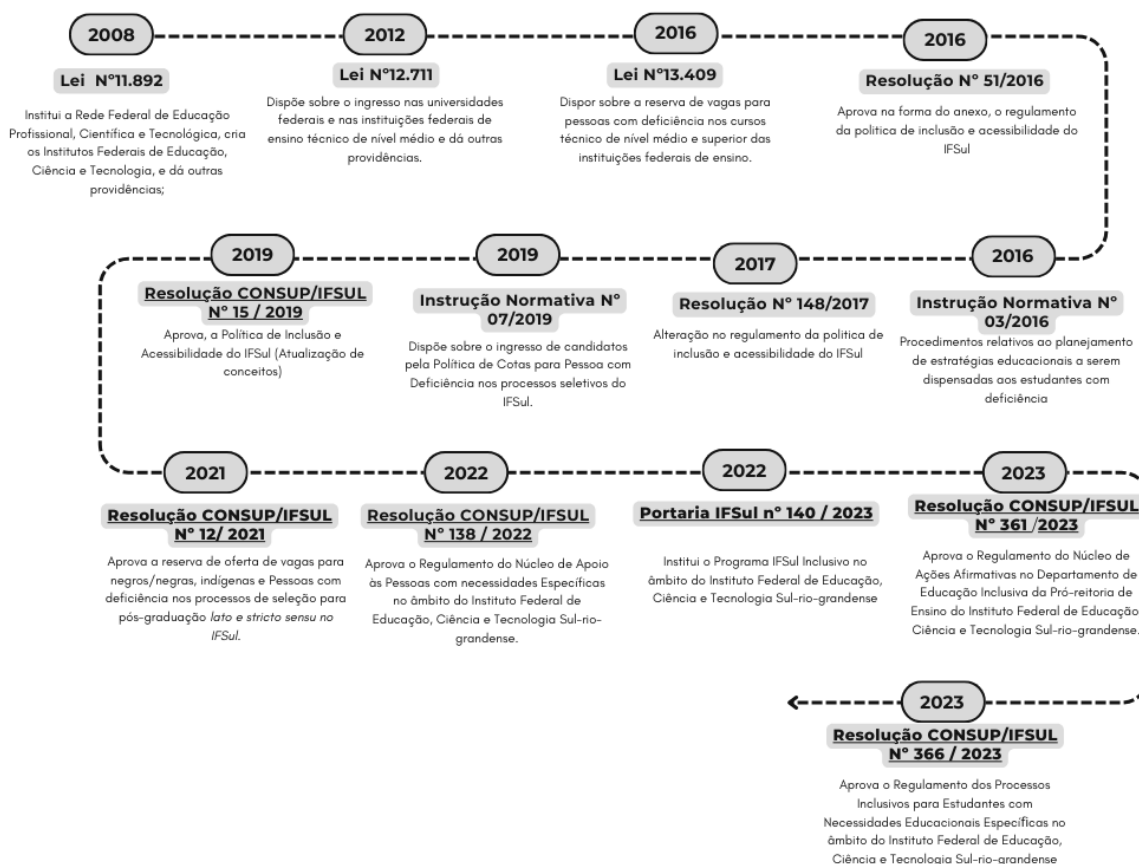 2008
Lei Nº11.892
Institui a Rede Federal de Educação
Profissional, Científica e Tecnológica, cria
os Institutos Federais de Educação,
Ciência e Tecnologia, e dá outras
providências;
2012
Lei Nº12.711
Dispõe sobre o ingresso nas universidades
federais e nas instituições federais de
ensino técnico de nível médio e dá outras
providências.
2016
Lei Nº13.409
Dispor sobre a reserva de vagas para
pessoas com deficiência nos cursos
técnico de nível médio e superior das
instituições federais de ensino.
2016
Resolução Nº 51/2016
Aprova na forma do anexo, o regulamento
da politica de inclusão e acessibilidade do
IFSul
2016
Instrução Normativa Nº
03/2016
Procedimentos relativos ao planejamento
de estratégias educacionais a serem
dispensadas aos estudantes com
deficiência
2017
Resolução Nº 148/2017
Alteração no regulamento da politica de
inclusão e acessibilidade do IFSul
2019
Instrução Normativa Nº
07/2019
Dispõe sobre o ingresso de candidatos
pela Política de Cotas para Pessoa com
Deficiência nos processos seletivos do
IFSul.
2019
Resolução CONSUP/IFSUL
Nº 15 / 2019
Aprova, a Política de Inclusão e
Acessibilidade do IFSul (Atualização de
conceitos)
2021
Resolução CONSUP/IFSUL
Nº 12/ 2021
Aprova a reserva de oferta de vagas para
negros/negras, indígenas e Pessoas com
deficiência nos processos de seleção para
pós-graduação lato e stricto sensu no
IFSul.
2022
Resolução CONSUP/IFSUL
Nº 138 / 2022
Aprova o Regulamento do Núcleo de Apoio
às Pessoas com necessidades Específicas
no âmbito do Instituto Federal de
Educação, Ciência e Tecnologia Sul-rio-
grandense.
2022
Portaria IFSul nº 140 / 2023
Institui o Programa IFSul Inclusivo no
âmbito do Instituto Federal de Educação,
Ciência e Tecnologia Sul-rio-grandense
2023
Resolução CONSUP/IFSUL
Nº 361 /2023
Aprova o Regulamento do Núcleo de
Ações Afirmativas no Departamento de
Educação Inclusiva da Pró-reitoria de
Ensino do Instituto Federal de Educação
Ciência e Tecnologia Sul-rio-grandense.
2023
Resolução CONSUP/IFSUL
Nº 366 / 2023
Aprova o Regulamento dos Processos
Inclusivos para Estudantes com
Necessidades Educacionais Específicas no
âmbito do Instituto Federal de Educação,
Ciência e Tecnologia Sul-rio-grandense